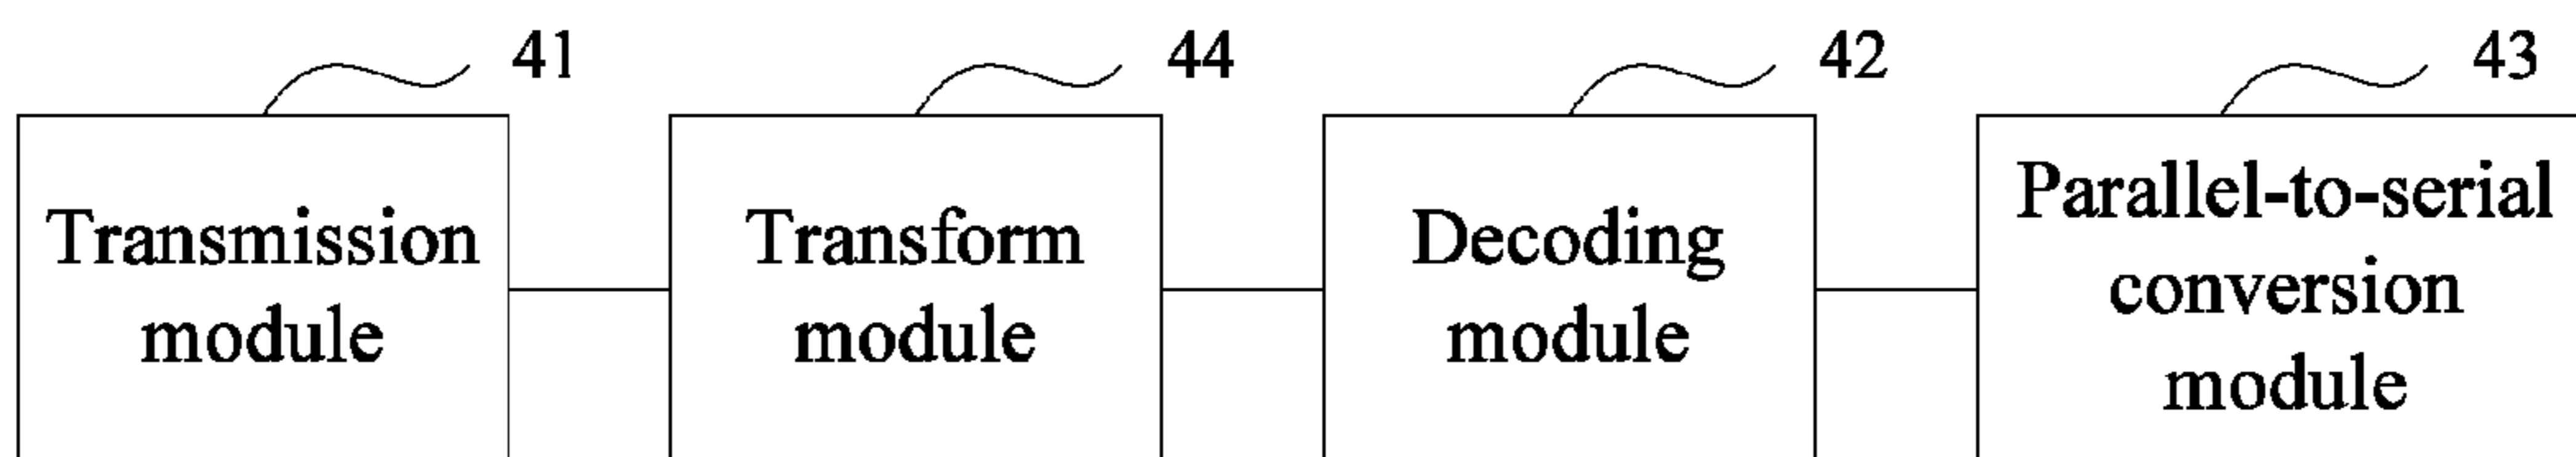 41
44
42
43
Transmission
module
Transform
module
Decoding
module
Parallel-to-serial
conversion
module